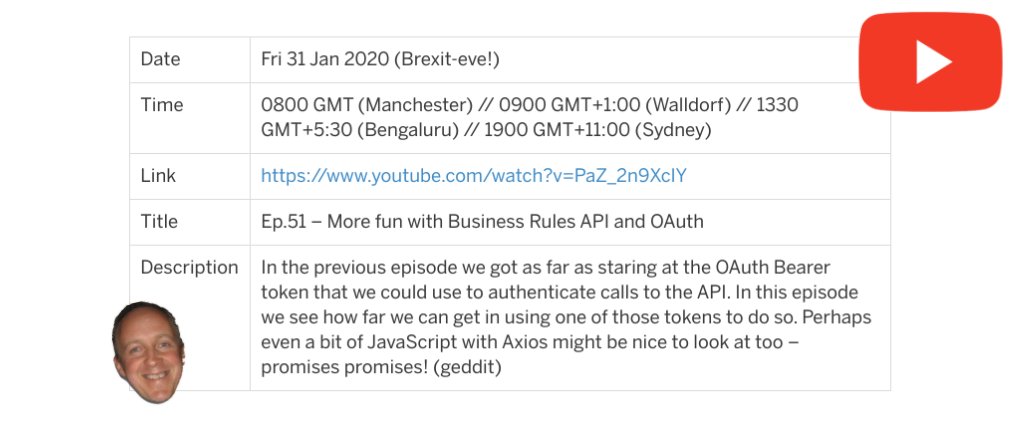 Date
Fri 31 Jan 2020 (Brexit-eve!)
Time
0800 GMT (Manchester) // 0900 GMT+1:00 (Walldorf) // 1330
GMT+5:30 (Bengaluru) // 1900 GMT+11:00 (Sydney)
Link
https://www.youtube.com/watch?v=PaZ_2n9XcIY
Title
Ep.51 – More fun with Business Rules API and OAuth
Description
In the previous episode we got as far as staring at the OAuth Bearer
token that we could use to authenticate calls to the API. In this episode
we see how far we can get in using one of those tokens to do so. Perhaps
even a bit of JavaScript with Axios might be nice to look at too –
promises promises! (geddit)